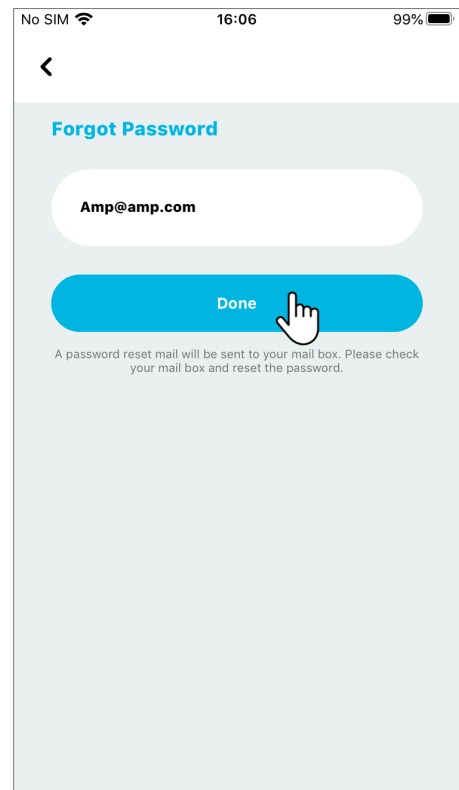 No SIM 16:06 99%
Forgot Password
Amp@amp.com
Done
A password reset mail will be sent to your mail box. Please check
your mail box and reset the password.